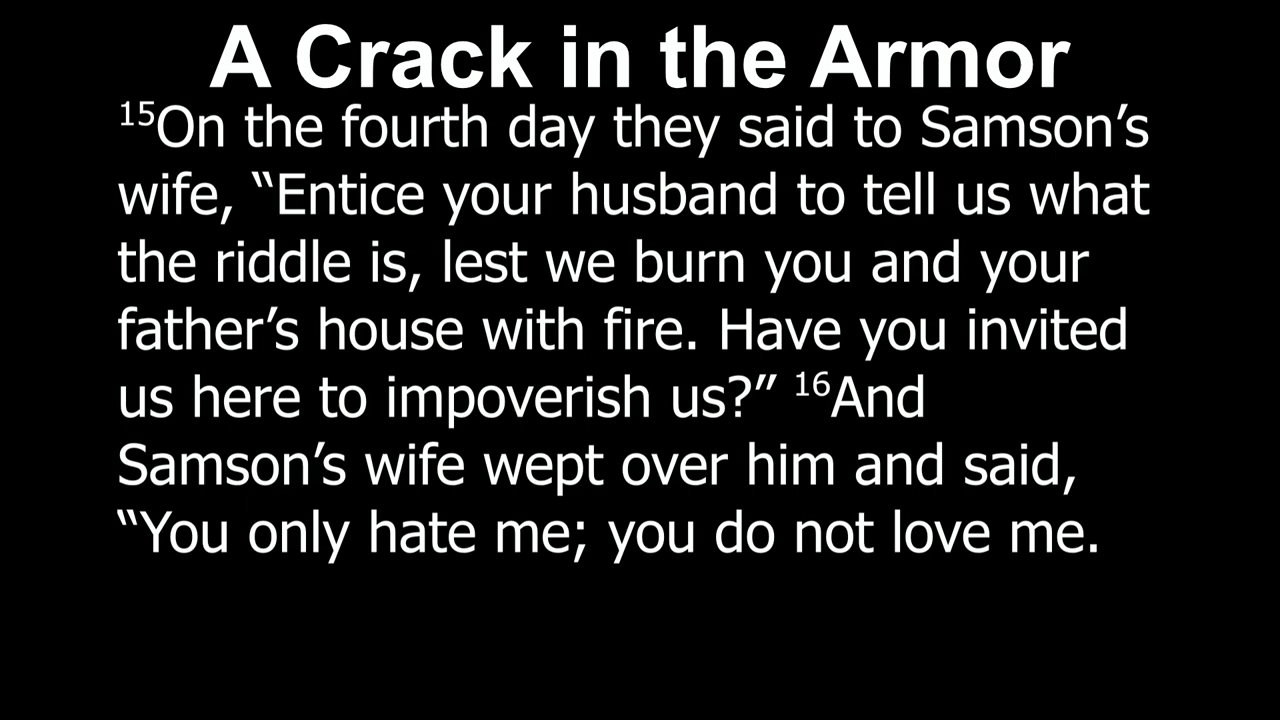 A Crack in the Armor
15On the fourth day they said to Samson’s
wife, “Entice your husband to tell us what
the riddle is, lest we burn you and your
father’s house with fire. Have you invited
us here to impoverish us?” 16And
Samson’s wife wept over him and said,
“You only hate me; you do not love me.